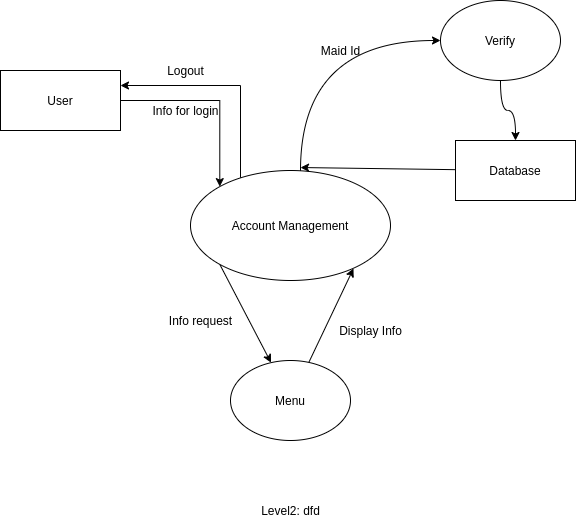 Maid Id
Verify
Logout
User
Info for login
Database
Account Management
Info request
Display Info
Menu
Level2: dfd